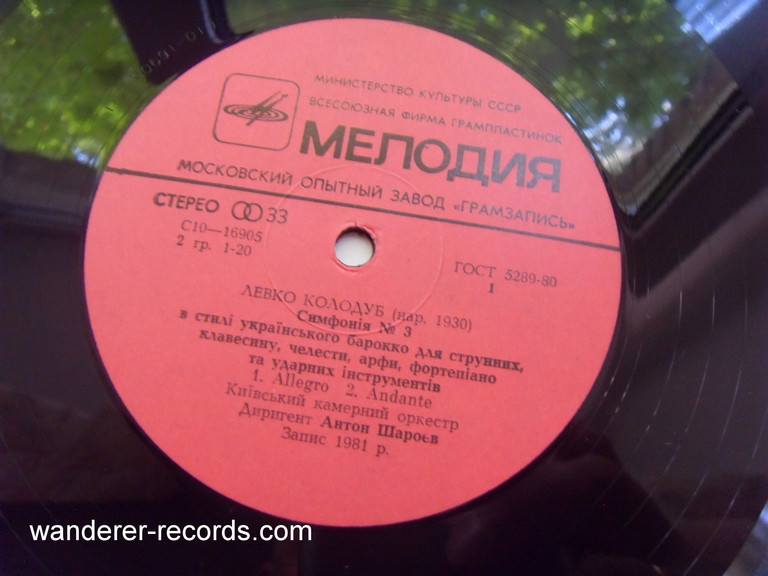 МИНИСТЕРСТВО КУЛЬТУРЫ СССР
ВСЕСОЮЗНАЯ ФИРМА ГРАМПЛАСТИНОК
МЕЛОДИЯ
МОСКОВСКИЙ ОПЫТНЫЙ ЗАВОД «ГРАМЗАПИСЬ»
СТЕРЕО 33
С10—16905
2 гр. 1-20
ГОСТ 5289-80
1
ЛЕВКО КОЛОДУБ (нар. 1930)
Симфонія № 3
в стилі українського барокко для струнних,
клавесину, челести, арфи, фортепіано
та ударних інструментів
1. Allegro 2. Andante
Київський камерний оркестр
Диригент Антон Шароєв
Запис 1981 р.
wanderer-records.com